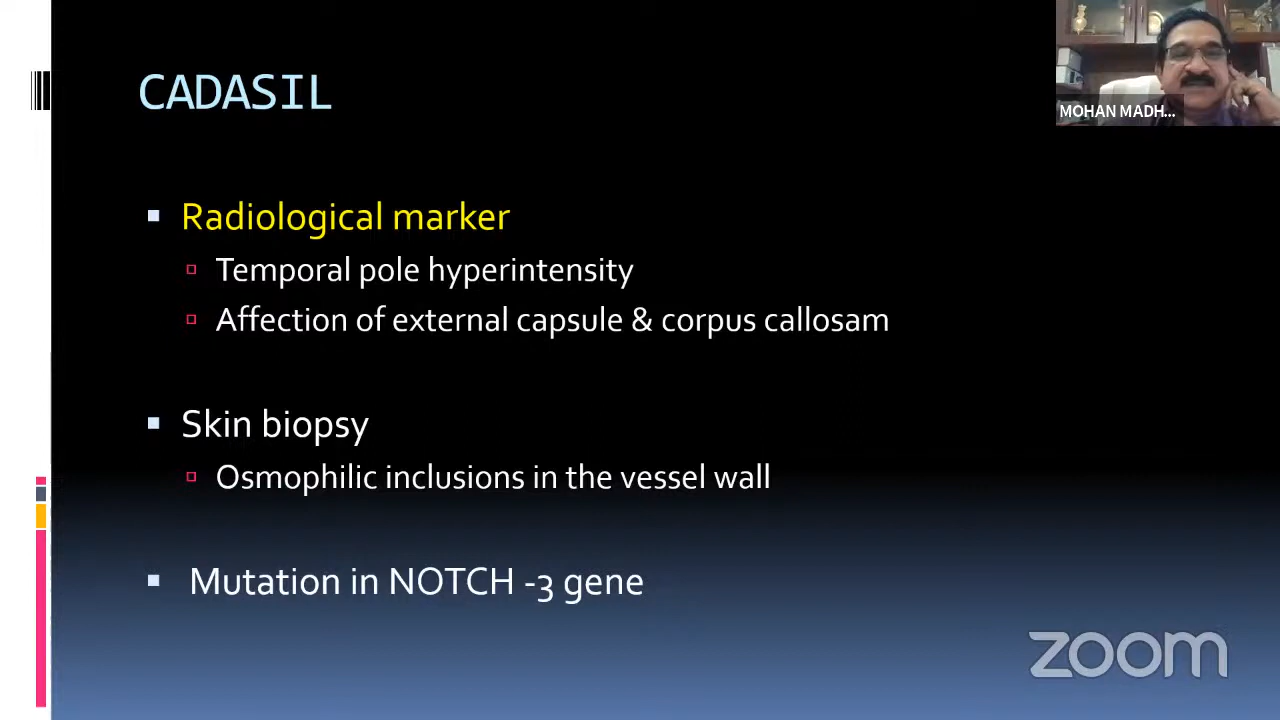 CADASIL
MOHAN MADH...
Radiological marker
Temporal pole hyperintensity
Affection of external capsule & corpus callosam
Skin biopsy
Osmophilic inclusions in the vessel wall
Mutation in NOTCH -3 gene
zoom